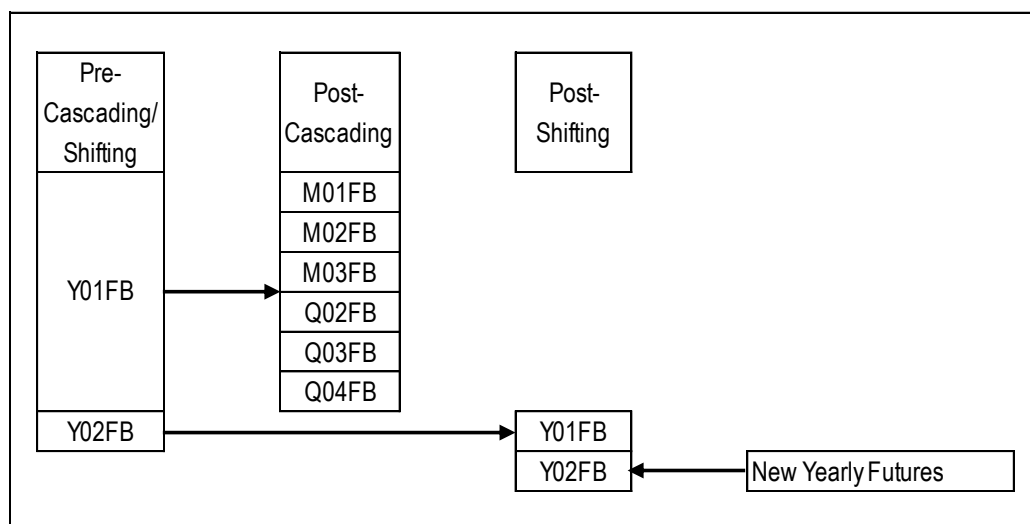 Pre-
Cascading/
Shifting
Post-
Cascading
Post-
Shifting
Y01FB
M01FB
M02FB
M03FB
Q02FB
Q03FB
Q04FB
Y02FB
Y01FB
Y02FB
New Yearly Futures